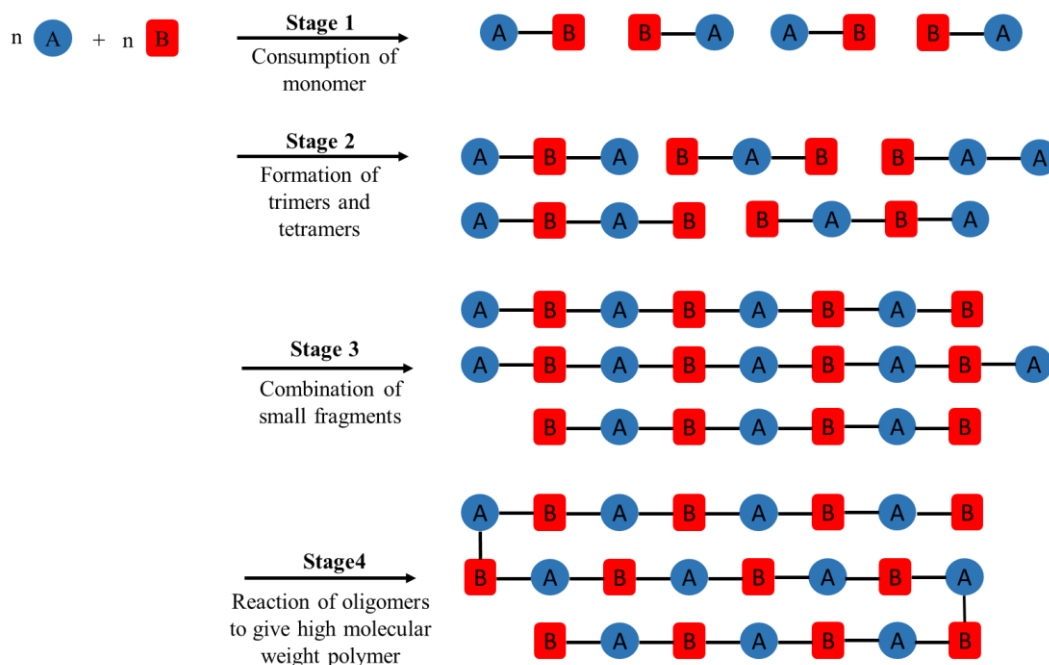 n A + n B
Stage 1
Consumption of
monomer
A B B A A B B A
Stage 2
Formation of
trimers and
tetramers
A B A B A B B A A
A B A B B A B A
Stage 3
Combination of
small fragments
A B A B A B A B
A B A B A B A B A
B A B A B A B
Stage4
Reaction of oligomers
to give high molecular
weight polymer
A B A B A B A B
B A B A B A B A
B A B A B A B